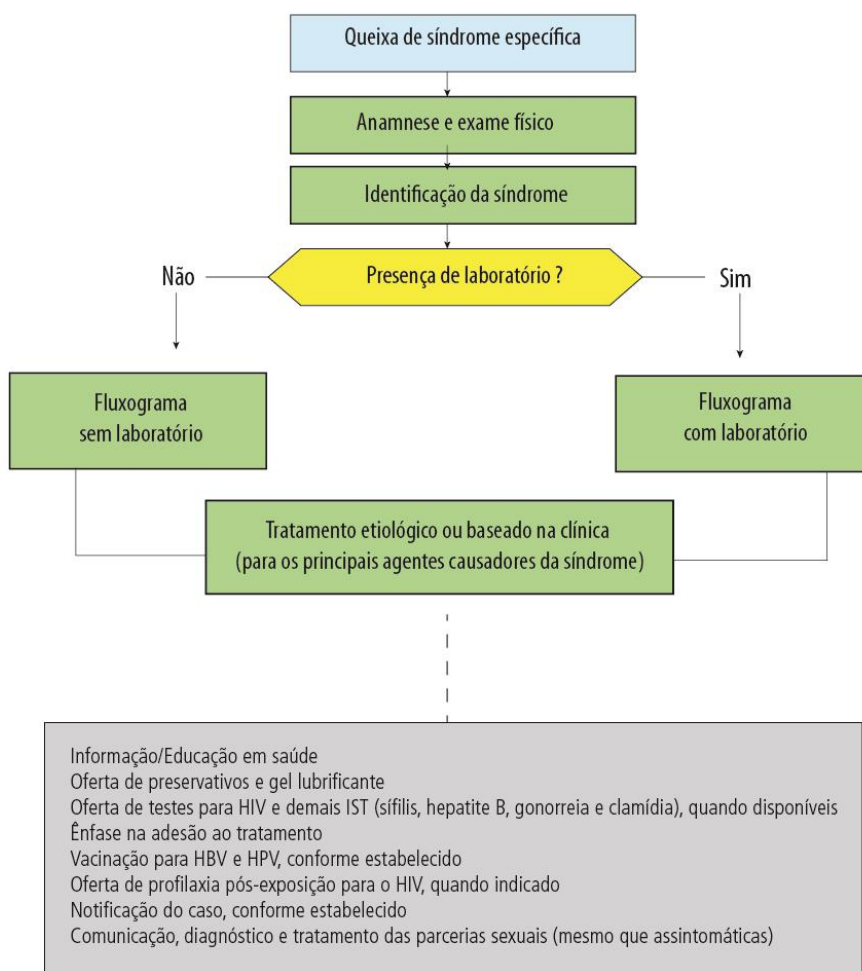 Queixa de síndrome específica
Anamnese e exame físico
Identificação da síndrome
Presença de laboratório ?
Não
Sim
Fluxograma
sem laboratório
Fluxograma
com laboratório
Tratamento etiológico ou baseado na clínica
(para os principais agentes causadores da síndrome)
Informação/Educação em saúde
Oferta de preservativos e gel lubrificante
Oferta de testes para HIV e demais IST (sífilis, hepatite B, gonorreia e clamídia), quando disponíveis
Ênfase na adesão ao tratamento
Vacinação para HBV e HPV, conforme estabelecido
Oferta de profilaxia pós-exposição para o HIV, quando indicado
Notificação do caso, conforme estabelecido
Comunicação, diagnóstico e tratamento das parcerias sexuais (mesmo que assintomáticas)